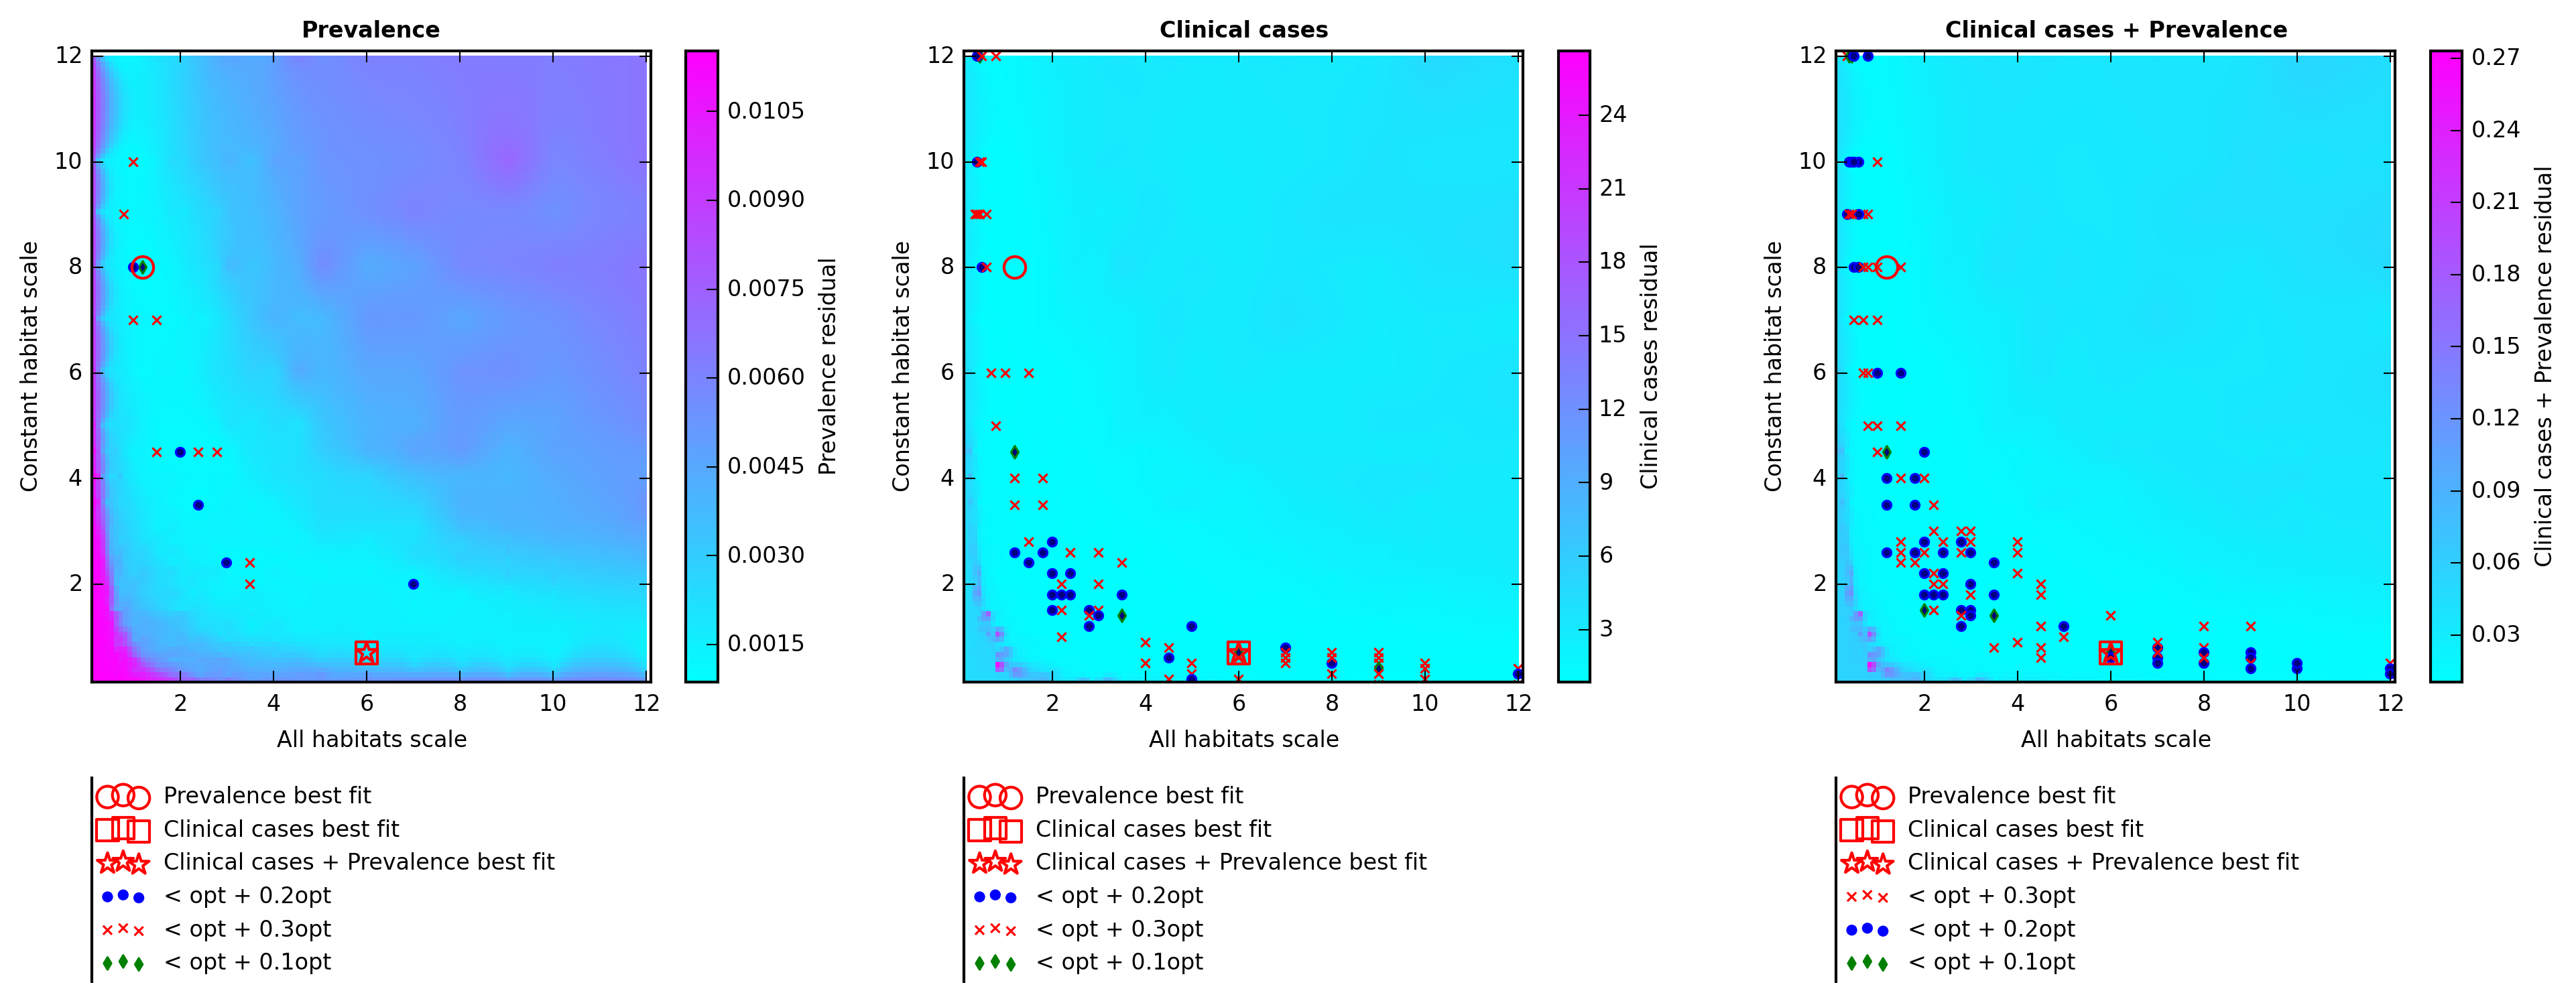 Prevalence
12
10
8
6
4
2
2 4 6 8 10 12
Constant habitat scale
All habitats scale
0.0105
0.0090
0.0075
0.0060
0.0045
0.0030
0.0015
Prevalence residual
Prevalence best fit
Clinical cases best fit
Clinical cases + Prevalence best fit
< opt + 0.2opt
< opt + 0.3opt
< opt + 0.1opt
Clinical cases
12
10
8
6
4
2
2 4 6 8 10 12
Constant habitat scale
All habitats scale
24
21
18
15
12
9
6
3
Clinical cases residual
Prevalence best fit
Clinical cases best fit
Clinical cases + Prevalence best fit
< opt + 0.2opt
< opt + 0.3opt
< opt + 0.1opt
Clinical cases + Prevalence
12
10
8
6
4
2
2 4 6 8 10 12
Constant habitat scale
All habitats scale
0.27
0.24
0.21
0.18
0.15
0.12
0.09
0.06
0.03
Clinical cases + Prevalence residual
Prevalence best fit
Clinical cases best fit
Clinical cases + Prevalence best fit
< opt + 0.3opt
< opt + 0.2opt
< opt + 0.1opt